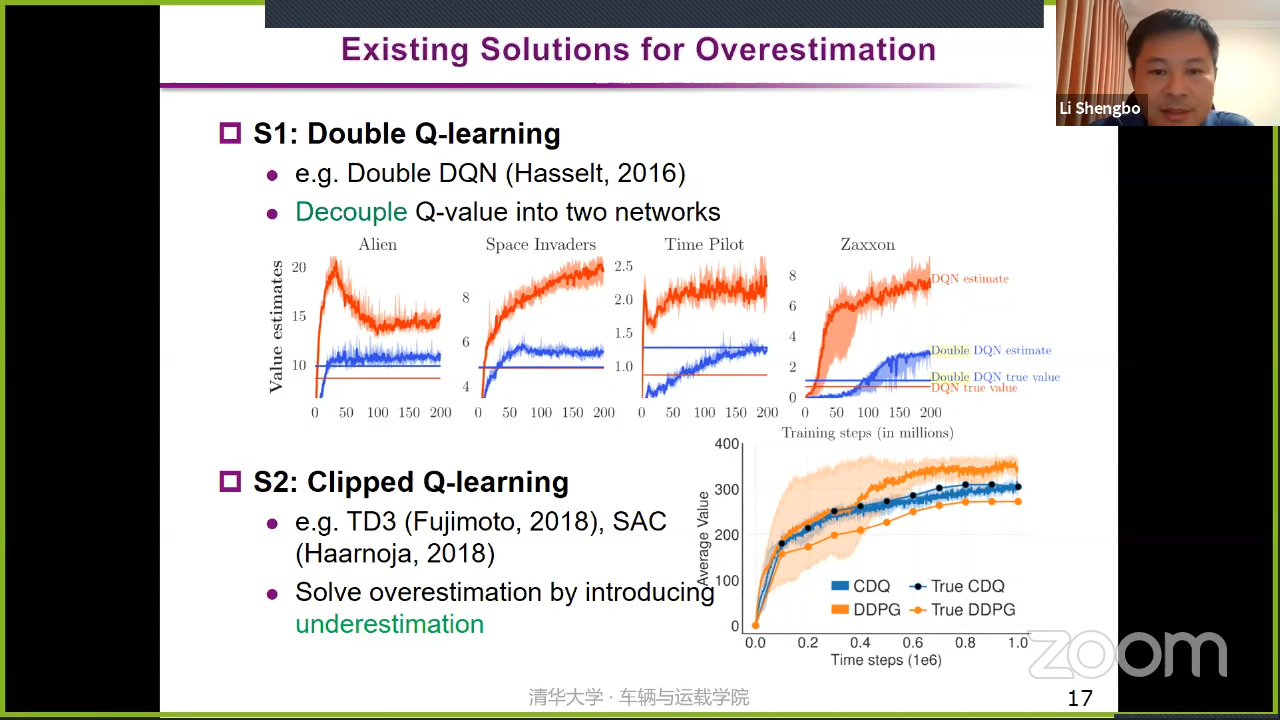 Existing Solutions for Overestimation
Li Shengbo
S1: Double Q-learning
e.g. Double DQN (Hasselt, 2016)
Decouple Q-value into two networks
Alien
Space Invaders
Time Pilot
Zaxxon
Value estimates
20
15
10
0 50 100 150 200
8
6
4
0 50 100 150 200
2.5
2.0
1.5
1.0
0 50 100 150 200
8
6
4
2
0
0 50 100 150 200
DQN estimate
Double DQN estimate
Double DQN true value
DQN true value
Training steps (in millions)
S2: Clipped Q-learning
e.g. TD3 (Fujimoto, 2018), SAC
(Haarnoja, 2018)
Solve overestimation by introducing
underestimation
Average Value
400
300
200
100
0
CDQ True CDQ
DDPG True DDPG
0.0 0.2 0.4 0.6 0.8 1.0
Time steps (1e6)
zoom
清华大学 · 车辆与运载学院
17